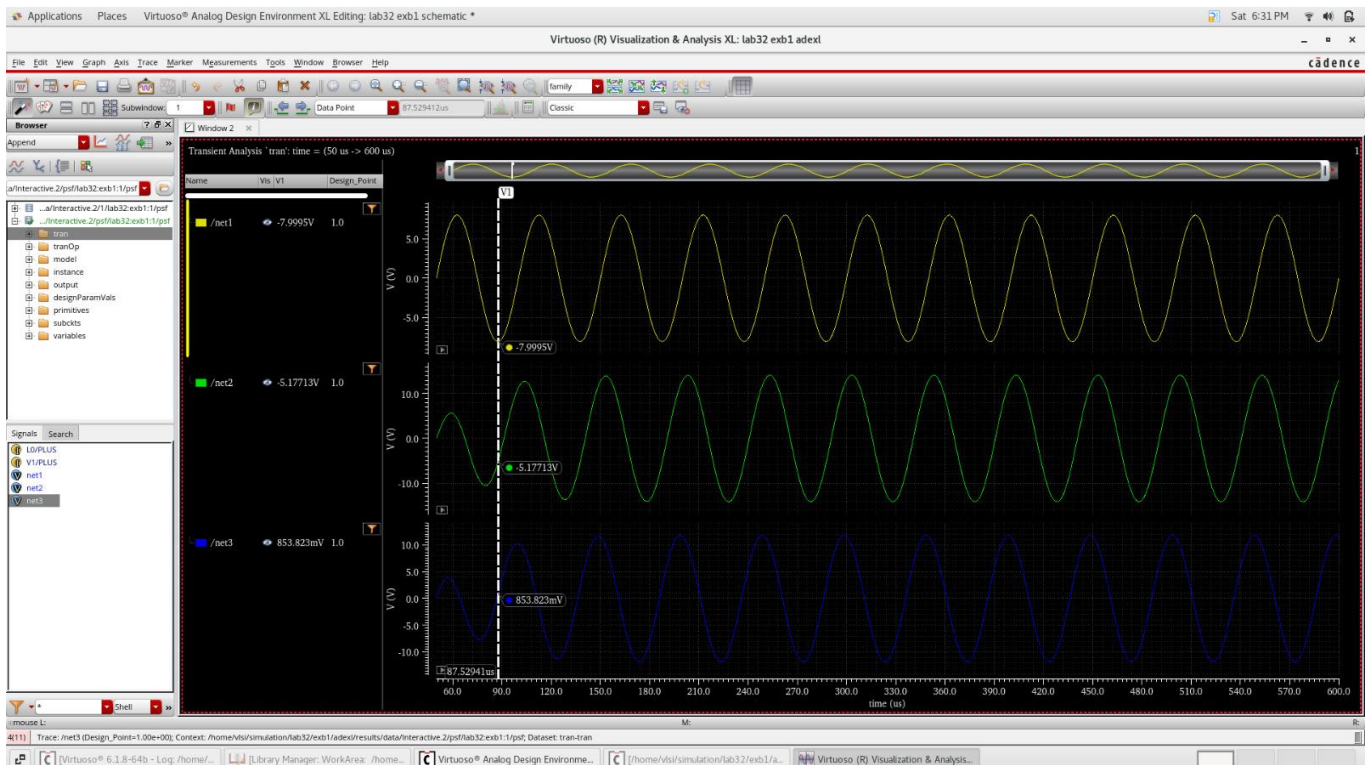 Applications Places Virtuoso® Analog Design Environment XL Editing: lab32 exb1 schematic * Sat 6:31 PM
Virtuoso (R) Visualization & Analysis XL: lab32 exb1 adexl
File Edit View Graph Axis Trace Marker Measurements Tools Window Browser Help cādence
family
Subwindow: 1 Data Point 87.529412us Classic
Browser
Window 2
Append
Transient Analysis `tran': time = (50 us -> 600 us)
1
Name Vis V1 Design_Point
a/Interactive.2/psf/lab32:exb1:1/psf
V1
...a/Interactive.2/1/lab32:exb1:1/psf
.../Interactive.2/psf/lab32:exb1:1/psf
tran
tranOp
model
instance
output
designParamVals
primitives
subckts
variables
/net1 -7.9995V 1.0
V (V)
5.0
0.0
-5.0
-7.9995V
/net2 -5.17713V 1.0
V (V)
10.0
0.0
-10.0
-5.17713V
Signals Search
L0/PLUS
V1/PLUS
net1
net2
net3
/net3 853.823mV 1.0
V (V)
10.0
5.0
0.0
-5.0
-10.0
853.823mV
87.52941us
60.0 90.0 120.0 150.0 180.0 210.0 240.0 270.0 300.0 330.0 360.0 390.0 420.0 450.0 480.0 510.0 540.0 570.0 600.0
time (us)
* Shell
mouse L: M: R:
4(11) Trace: /net3 (Design_Point=1.00e+00); Context: /home/vlsi/simulation/lab32/exb1/adexl/results/data/Interactive.2/psf/lab32:exb1:1/psf; Dataset: tran-tran
[Virtuoso® 6.1.8-64b - Log: /home/... [Library Manager: WorkArea: /home... Virtuoso® Analog Design Environme... [/home/vlsi/simulation/lab32/exb1/a... Virtuoso (R) Visualization & Analysis...